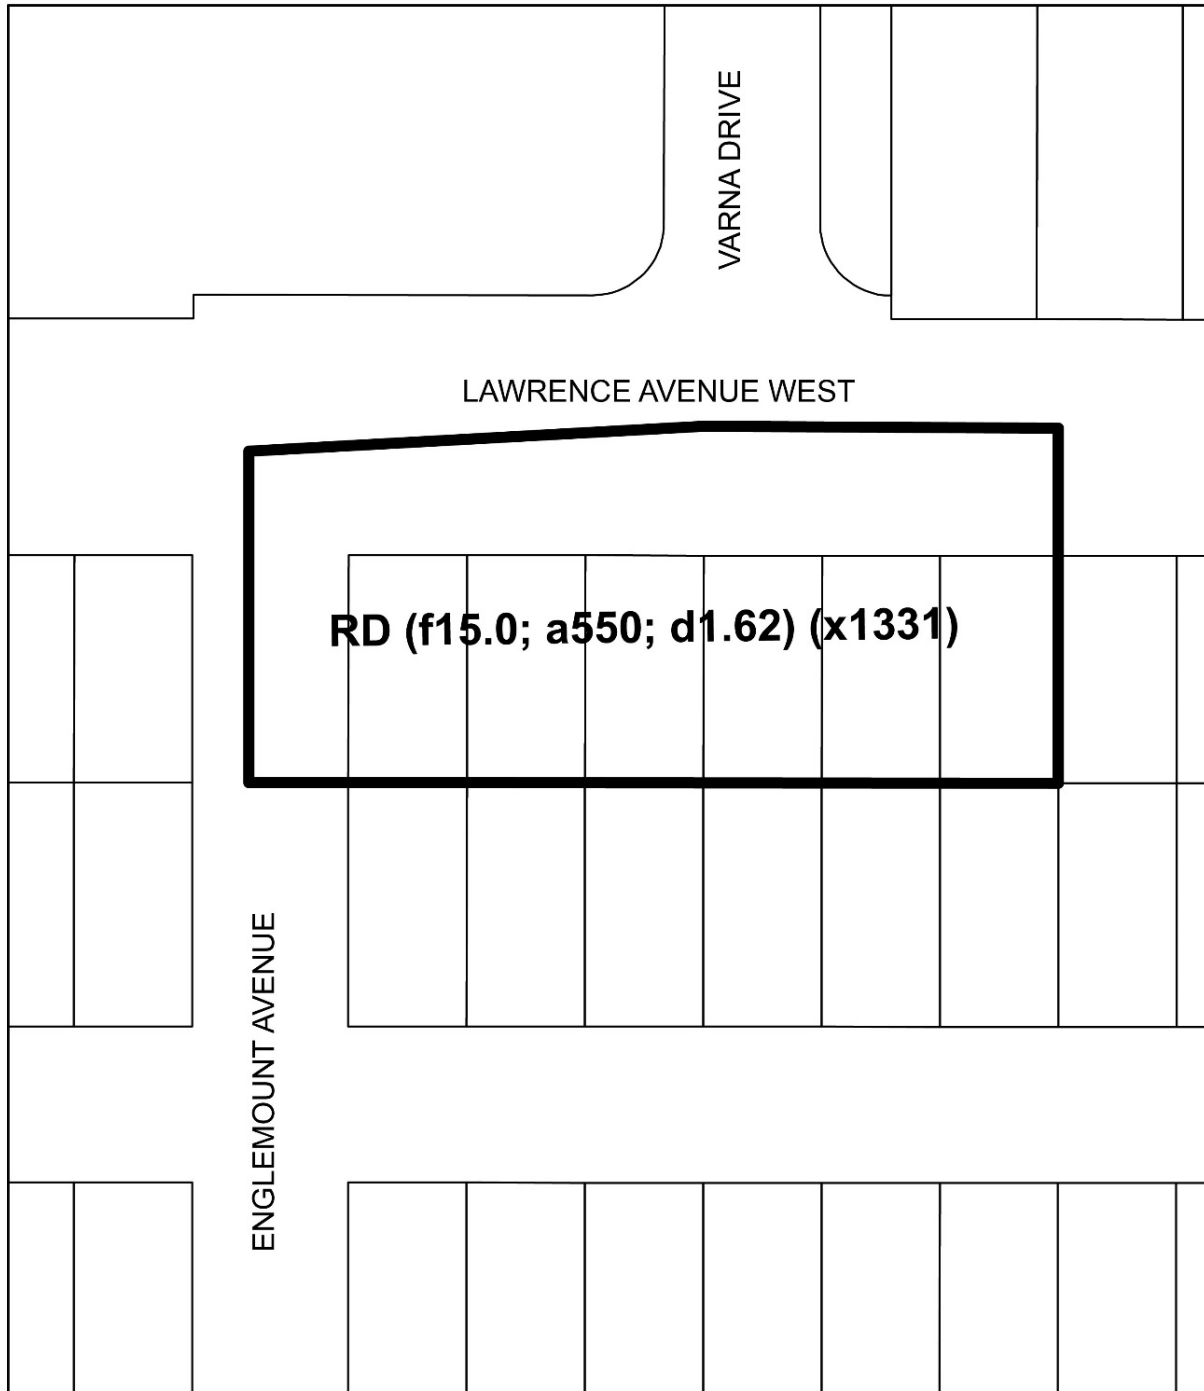 VARNA DRIVE
LAWRENCE AVENUE WEST
RD (f15.0; a550; d1.62) (x1331)
ENGLEMOUNT AVENUE